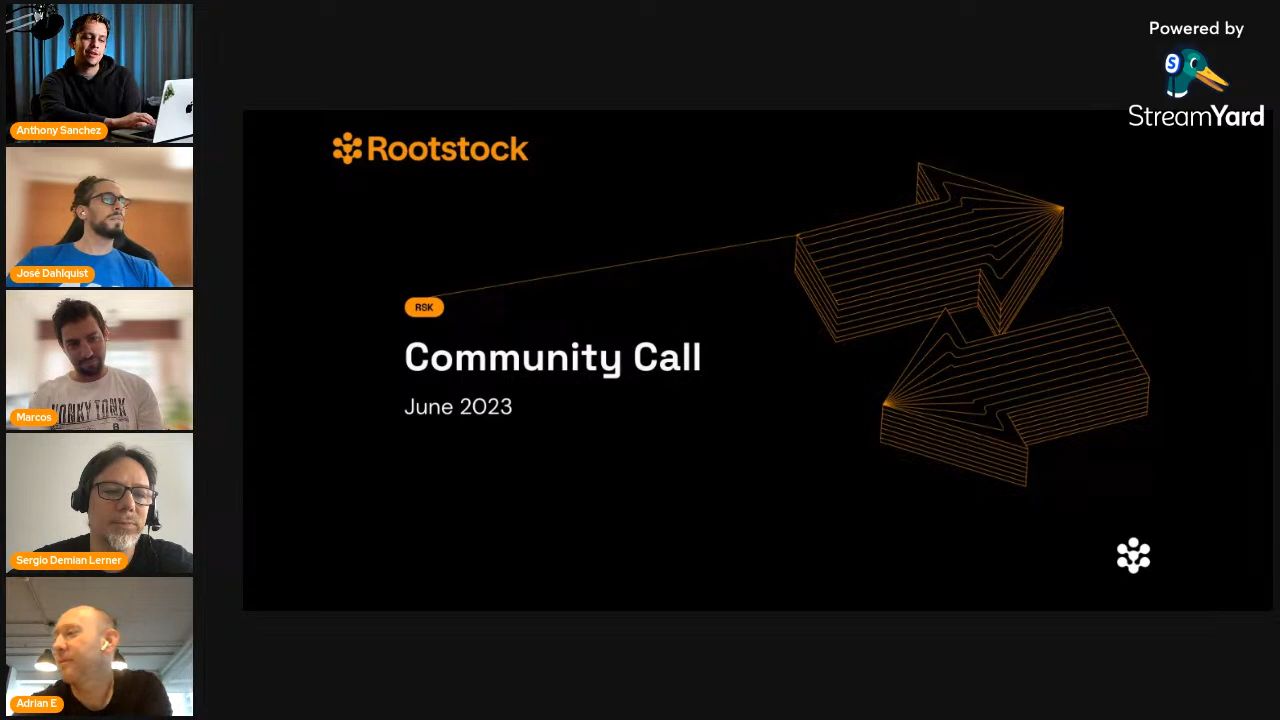 Powered by
S
StreamYard
Anthony Sanchez
José Dahlquist
HONKY TONK
Marcos
Sergio Demian Lerner
Adrian E
Rootstock
RSK
Community Call
June 2023